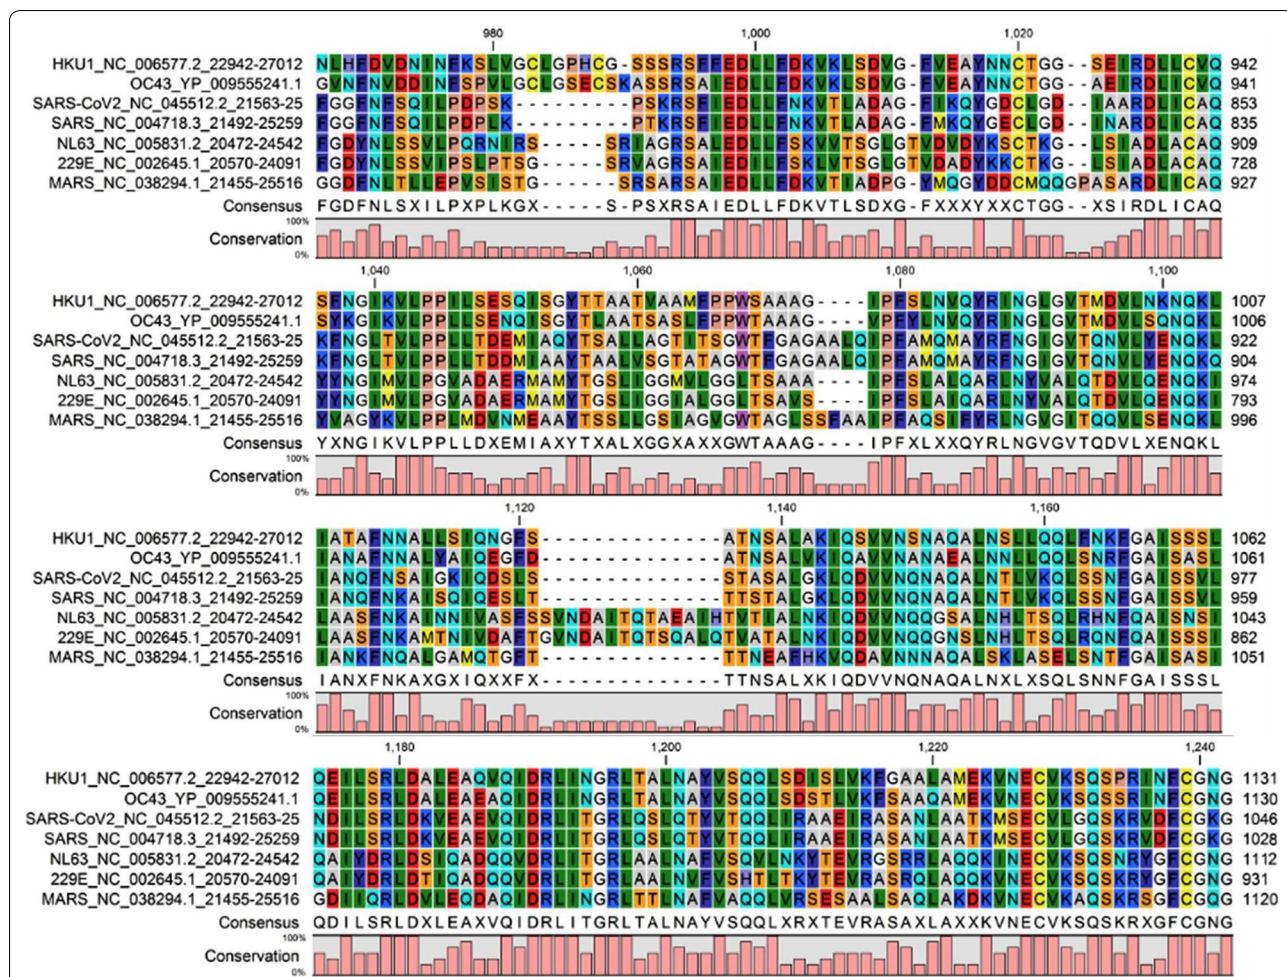 980 1,000 1,020
HKU1_NC_006577.2_22942-27012 NLHFDVDNINFKSLVGCLGPHCG-SSSRSFFEDLLFDKVKLSDVG-FVEAYNNCTGG--SEIRDLLCVQ 942
OC43_YP_009555241.1 GVNFNVDDINFSPVLGCLGSECSKASSRSAIEDLLFDKVKLSDVG-FVEAYNNCTGG--AEIRDLICVQ 941
SARS-CoV2_NC_045512.2_21563-25 FGGFNFSQILPDPSK---------PSKRSFIEDLLFNKVTLADAG-FIKQYGDCLGD--IAARDLICAQ 853
SARS_NC_004718.3_21492-25259 FGGFNFSQILPDPLK---------PTKRSFIEDLLFNKVTLADAG-FMKQYGECLGD--INARDLICAQ 835
NL63_NC_005831.2_20472-24542 FGDYNLSSVLPQRNIRS-----SRIAGRSALEDLLFSKVVTSGLGTVDVDYKSCTKG--LSIADLACAQ 909
229E_NC_002645.1_20570-24091 FGDYNLSSVIPSLPTSG-----SRVAGRSAIEDILFSKLVTSGLGTVDADYKKCTKG--LSIADLACAQ 728
MARS_NC_038294.1_21455-25516 GGDFNLTLLEPVSISTG------SRSARSAIEDLLFDKVTIADPG-YMQGYDDCMQQGPASARDLICAQ 927
Consensus FGDFNLSXILPXPLKGX-----S-PSXRSAIEDLLFDKVTLSDXG-FXXXYXXCTGG--XSIRDLICAQ
100%
Conservation
0%
1,040 1,060 1,080 1,100
HKU1_NC_006577.2_22942-27012 SFNGIKVLPPILSESQISGYTTAATVAAMFPPWSAAAG----IPFSLNVQYRINGLGVTMDVLNKNQKL 1007
OC43_YP_009555241.1 SYKGIKVLPPLLSENQISGYTLAATSASLFPPWTAAAG----VPFYLNVQYRINGLGVTMDVLSQNQKL 1006
SARS-CoV2_NC_045512.2_21563-25 KFNGLTVLPPLLTDEMIAQYTSALLAGTITSGWTFGAGAALQIPFAMQMAYRFNGIGVTQNVLYENQKL 922
SARS_NC_004718.3_21492-25259 KFNGLTVLPPLLTDDMIAAYTAALVSGTATAGWTFGAGAALQIPFAMQMAYRFNGIGVTQNVLYENQKQ 904
NL63_NC_005831.2_20472-24542 YYNGIMVLPGVADAERMAMYTGSLIGGMVLGGLTSAAA----IPFSLALQARLNYVALQTDVLQENQKI 974
229E_NC_002645.1_20570-24091 YYNGIMVLPGVADAERMAMYTGSLIGGIALGGLTSAVS----IPFSLAIQARLNYVALQTDVLQENQKI 793
MARS_NC_038294.1_21455-25516 YVAGYKVLPPLMDVNMEAAYTSSLLGSIAGVGWTAGLSSFAAIPFAQSIFYRLNGVGITQQVLSENQKL 996
Consensus YXNGIKVLPPLLDXEMIAXYTXALXGGXAXXGWTAAAG----IPFXLXXQYRLNGVGVTQDVLXENQKL
100%
Conservation
0%
1,120 1,140 1,160
HKU1_NC_006577.2_22942-27012 IATAFNNALLSIQNGFS--------------ATNSALAKIQSVVNSNAQALNSLLQQLFNKFGAISSSL 1062
OC43_YP_009555241.1 IANAFNNALYAIQEGFD--------------ATNSALVKIQAVVNANAEALNNLLQQLSNRFGAISASL 1061
SARS-CoV2_NC_045512.2_21563-25 IANQFNSAIGKIQDSLS--------------STASALGKLQDVVNQNAQALNTLVKQLSSNFGAISSVL 977
SARS_NC_004718.3_21492-25259 IANQFNKAISQIQESLT--------------TTSTALGKLQDVVNQNAQALNTLVKQLSSNFGAISSVL 959
NL63_NC_005831.2_20472-24542 LAASFNKAINNIVASFSSVNDAITQTAEAIHTVTIALNKIQDVVNQQGSALNHLTSQLRHNFQAISNSI 1043
229E_NC_002645.1_20570-24091 LAASFNKAMTNIVDAFTGVNDAITQTSQALQTVATALNKIQDVVNQQGNSLNHLTSQLRQNFQAISSSI 862
MARS_NC_038294.1_21455-25516 IANKFNQALGAMQTGFT--------------TTNEAFHKVQDAVNNNAQALSKLASELSNTFGAISASI 1051
Consensus IANXFNKAXGXIQXXFX--------------TTNSALXKIQDVVNQNAQALNXLXSQLSNNFGAISSSL
100%
Conservation
0%
1,180 1,200 1,220 1,240
HKU1_NC_006577.2_22942-27012 QEILSRLDALEAQVQIDRLINGRLTALNAYVSQQLSDISLVKFGAALAMEKVNECVKSQSPRINFCGNG 1131
OC43_YP_009555241.1 QEILSRLDALEAEAQIDRLINGRLTALNAYVSQQLSDSTLVKFSAAQAMEKVNECVKSQSSRINFCGNG 1130
SARS-CoV2_NC_045512.2_21563-25 NDILSRLDKVEAEVQIDRLITGRLQSLQTYVTQQLIRAAEIRASANLAATKMSECVLGQSKRVDFCGKG 1046
SARS_NC_004718.3_21492-25259 NDILSRLDKVEAEVQIDRLITGRLQSLQTYVTQQLIRAAEIRASANLAATKMSECVLGQSKRVDFCGKG 1028
NL63_NC_005831.2_20472-24542 QAIYDRLDSIQADQQVDRLITGRLAALNAFVSQVLNKYTEVRGSRRLAQQKINECVKSQSNRYGFCGNG 1112
229E_NC_002645.1_20570-24091 QAIYDRLDTIQADQQVDRLITGRLAALNVFVSHTLTKYTEVRASRQLAQQKVNECVKSQSKRYGFCGNG 931
MARS_NC_038294.1_21455-25516 GDIIQRLDVLEQDAQIDRLINGRLTTLNAFVAQQLVRSESAALSAQLAKDKVNECVKAQSKRSGFCGQG 1120
Consensus QDILSRLDXLEAXVQIDRLITGRLTALNAYVSQQLXRXTEVRASAXLAXXKVNECVKSQSKRXGFCGNG
100%
Conservation
0%